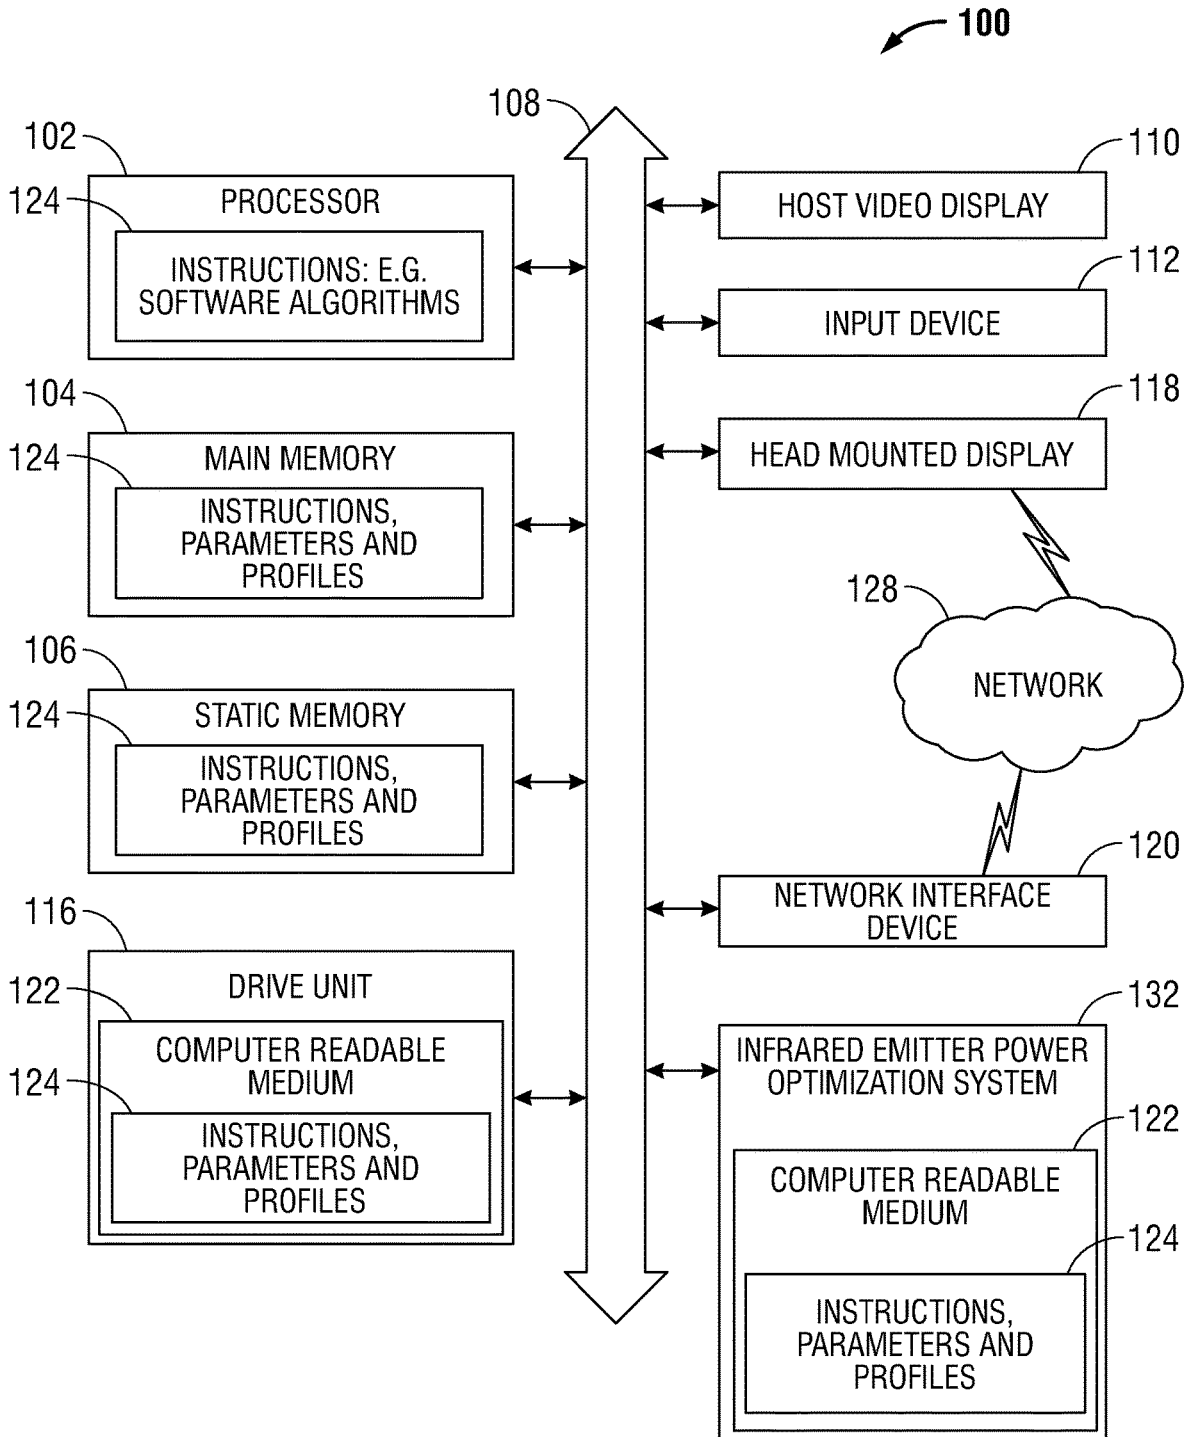 100
108
102
124
PROCESSOR
INSTRUCTIONS: E.G.
SOFTWARE ALGORITHMS
104
124
MAIN MEMORY
INSTRUCTIONS,
PARAMETERS AND
PROFILES
106
124
STATIC MEMORY
INSTRUCTIONS,
PARAMETERS AND
PROFILES
116
DRIVE UNIT
122
COMPUTER READABLE
MEDIUM
124
INSTRUCTIONS,
PARAMETERS AND
PROFILES
110
HOST VIDEO DISPLAY
112
INPUT DEVICE
118
HEAD MOUNTED DISPLAY
128
NETWORK
120
NETWORK INTERFACE
DEVICE
132
INFRARED EMITTER POWER
OPTIMIZATION SYSTEM
122
COMPUTER READABLE
MEDIUM
124
INSTRUCTIONS,
PARAMETERS AND
PROFILES